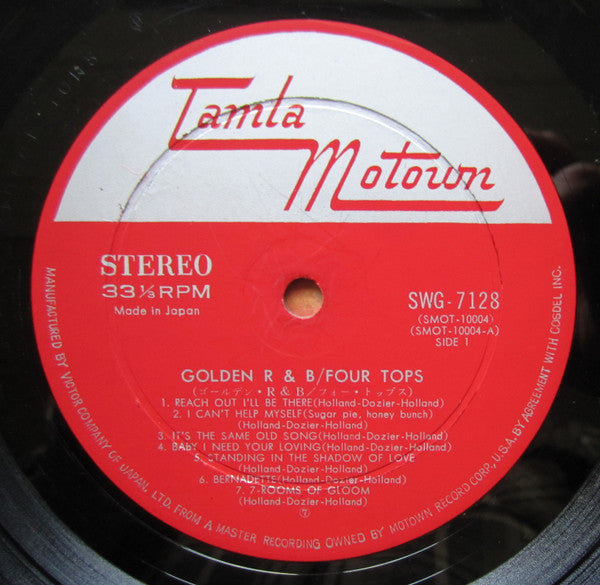 Tamla
Motown
STEREO
33⅓RPM
Made in Japan
SWG-7128
(SMOT-10004)
(SMOT-10004-A)
SIDE 1
GOLDEN R & B/FOUR TOPS
(ゴールデン・R&B/フォー・トップス)
1. REACH OUT I'LL BE THERE(Holland-Dozier-Holland)
2. I CAN'T HELP MYSELF(Sugar pie, honey bunch)
(Holland-Dozier-Holland)
3. IT'S THE SAME OLD SONG(Holland-Dozier-Holland)
4. BABY I NEED YOUR LOVING(Holland-Dozier-Holland)
5. STANDING IN THE SHADOW OF LOVE
(Holland-Dozier-Holland)
6. BERNADETTE(Holland-Dozier-Holland)
7. 7-ROOMS OF GLOOM
(Holland-Dozier-Holland)
⑦
MANUFACTURED BY VICTOR COMPANY OF JAPAN, LTD. FROM A MASTER RECORDING OWNED BY MOTOWN RECORD CORP., U.S.A. BY AGREEMENT WITH COSDEL INC.